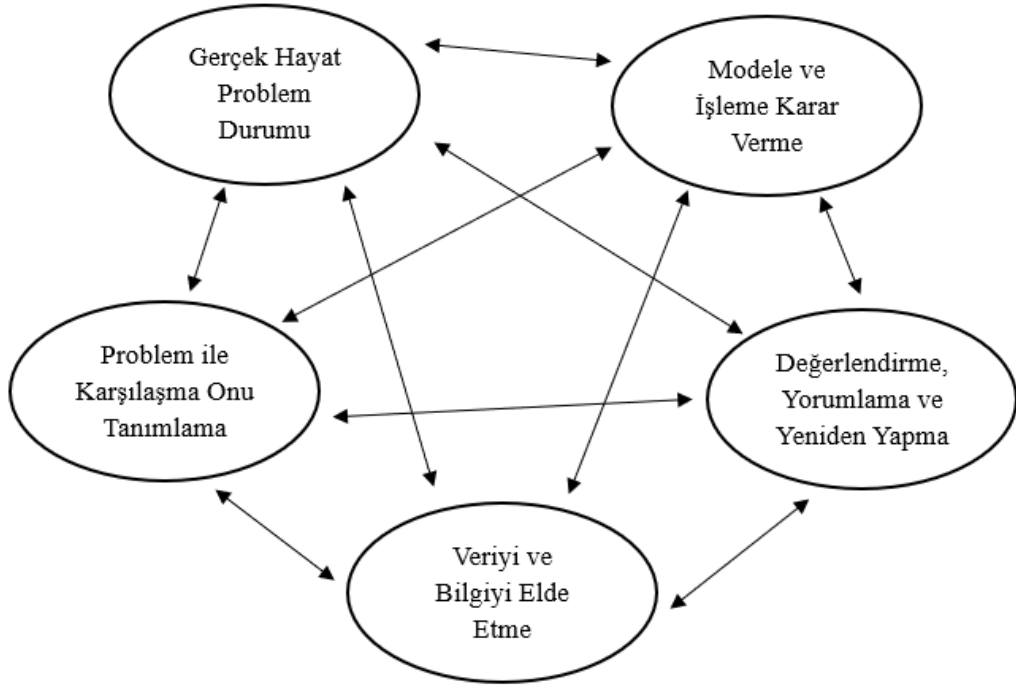 Gerçek Hayat
Problem
Durumu
Modele ve
İşleme Karar
Verme
Problem ile
Karşılaşma Onu
Tanımlama
Değerlendirme,
Yorumlama ve
Yeniden Yapma
Veriyi ve
Bilgiyi Elde
Etme